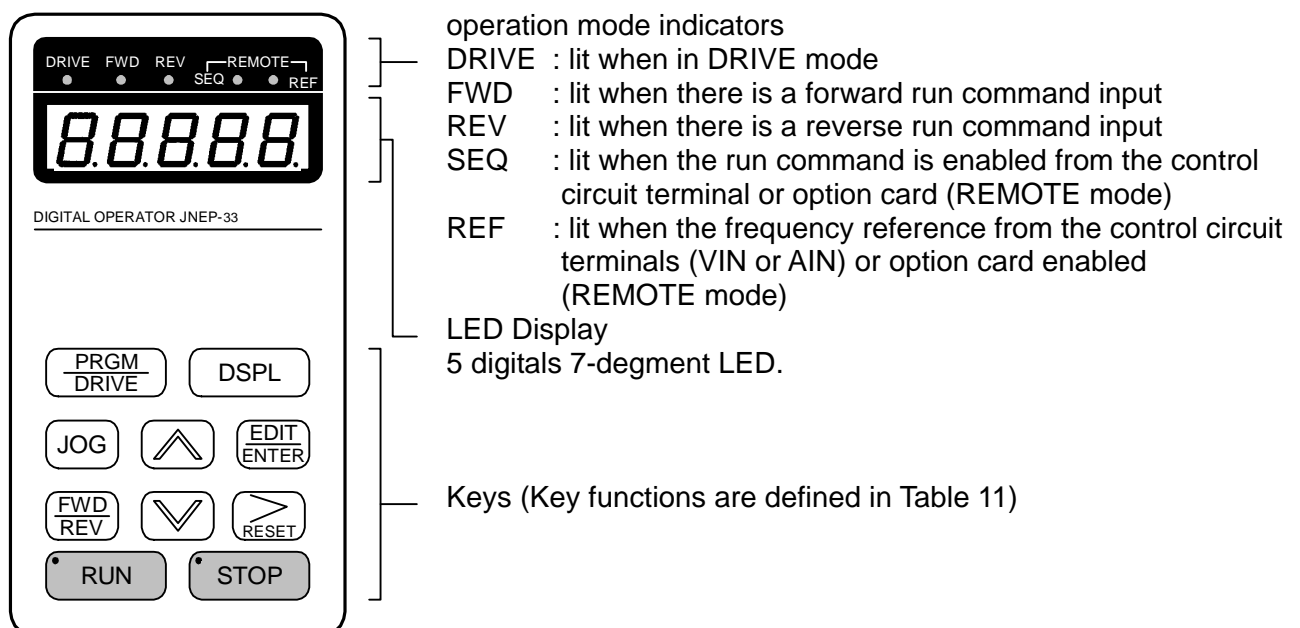 DRIVE FWD REV REMOTE
SEQ REF
88888
DIGITAL OPERATOR JNEP-33
PRGM
DRIVE
DSPL
JOG
EDIT
ENTER
FWD
REV
RESET
RUN
STOP
operation mode indicators
DRIVE : lit when in DRIVE mode
FWD : lit when there is a forward run command input
REV : lit when there is a reverse run command input
SEQ : lit when the run command is enabled from the control
circuit terminal or option card (REMOTE mode)
REF : lit when the frequency reference from the control circuit
terminals (VIN or AIN) or option card enabled
(REMOTE mode)
LED Display
5 digitals 7-degment LED.
Keys (Key functions are defined in Table 11)